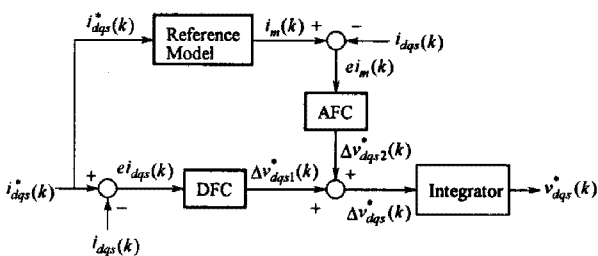 i*dqs(k)
Reference
Model
im(k)
+
−
idqs(k)
eim(k)
AFC
Δv*dqs2(k)
i*dqs(k)
+
−
eidqs(k)
DFC
Δv*dqs1(k)
+
+
Δv*dqs(k)
Integrator
v*dqs(k)
idqs(k)